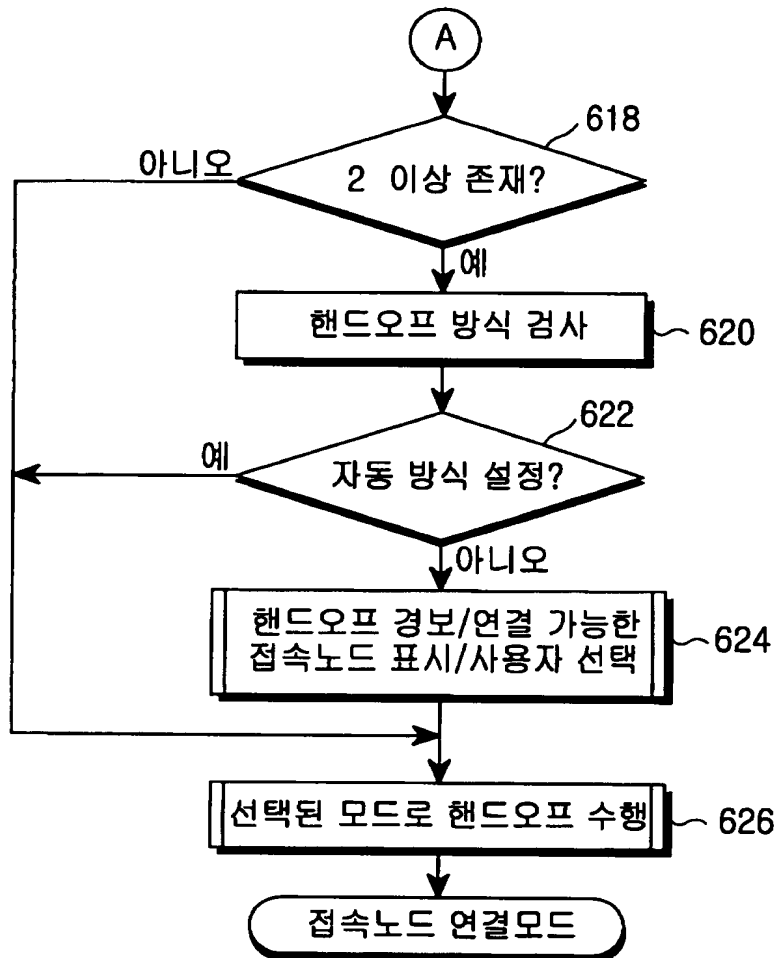 A
618
아니오
2 이상 존재?
예
핸드오프 방식 검사
620
622
예
자동 방식 설정?
아니오
핸드오프 경보/연결 가능한
접속노드 표시/사용자 선택
624
선택된 모드로 핸드오프 수행
626
접속노드 연결모드